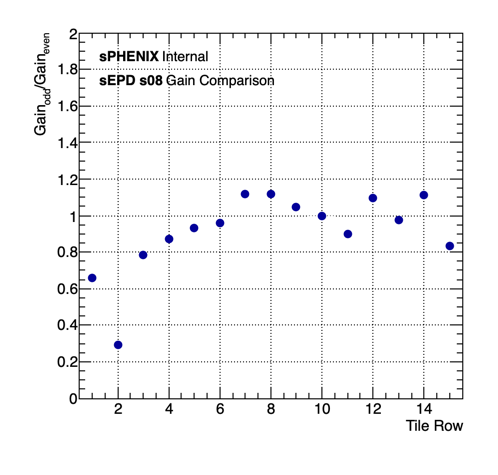 sPHENIX Internal
sEPD s08 Gain Comparison
Gain_odd/Gain_even
2
1.8
1.6
1.4
1.2
1
0.8
0.6
0.4
0.2
0
2 4 6 8 10 12 14
Tile Row